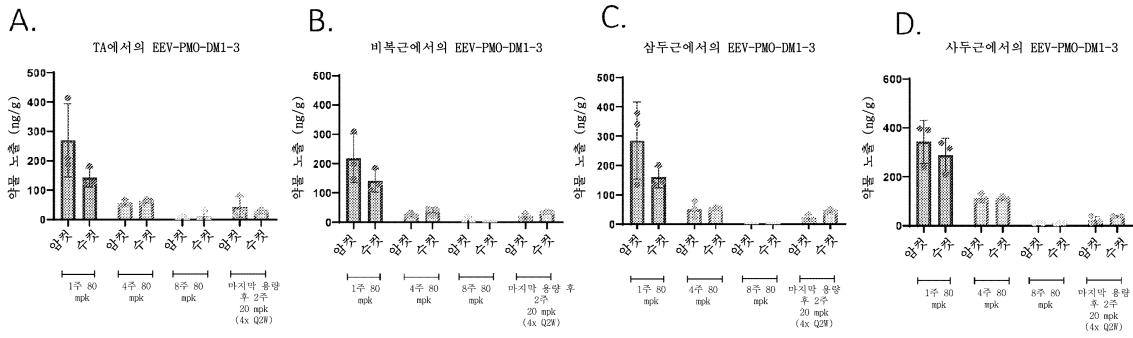 A.
TA에서의 EEV-PMO-DM1-3
약물 노출 (ng/g)
500
400
300
200
100
0
암컷 수컷 암컷 수컷 암컷 수컷 암컷 수컷
1주 80
mpk
4주 80
mpk
8주 80
mpk
마지막 용량
후 2주
20 mpk
(4x Q2W)
B.
비복근에서의 EEV-PMO-DM1-3
약물 노출 (ng/g)
500
400
300
200
100
0
암컷 수컷 암컷 수컷 암컷 수컷 암컷 수컷
1주 80
mpk
4주 80
mpk
8주 80
mpk
마지막 용량 후
2주
20 mpk
(4x Q2W)
C.
삼두근에서의 EEV-PMO-DM1-3
약물 노출 (ng/g)
500
400
300
200
100
0
암컷 수컷 암컷 수컷 암컷 수컷 암컷 수컷
1주 80
mpk
4주 80
mpk
8주 80
mpk
마지막 용량
후 2주
20 mpk
(4x Q2W)
D.
사두근에서의 EEV-PMO-DM1-3
약물 노출 (ng/g)
600
400
200
0
암컷 수컷 암컷 수컷 암컷 수컷 암컷 수컷
1주 80
mpk
4주 80
mpk
8주 80
mpk
마지막 용량
후 2주
20 mpk
(4x Q2W)